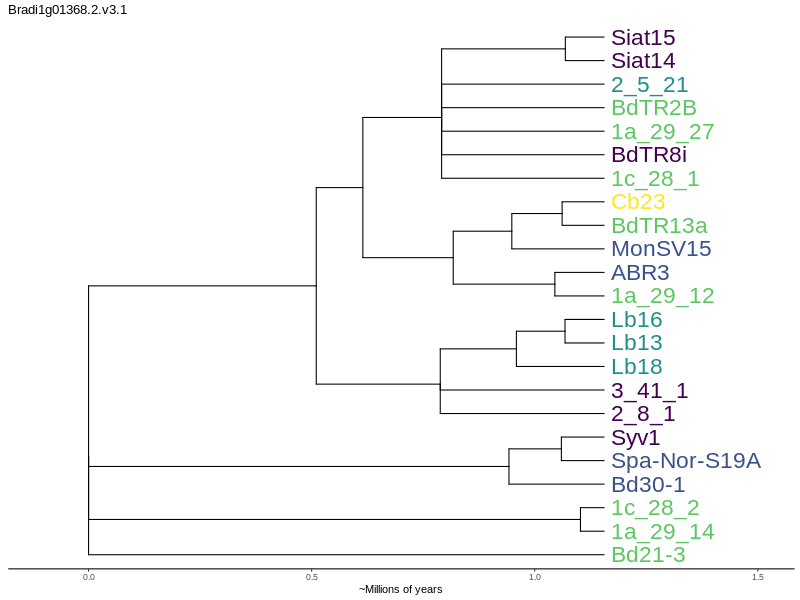 Bradi1g01368.2.v3.1
Siat15
Siat14
2_5_21
BdTR2B
1a_29_27
BdTR8i
1c_28_1
Cb23
BdTR13a
MonSV15
ABR3
1a_29_12
Lb16
Lb13
Lb18
3_41_1
2_8_1
Syv1
Spa-Nor-S19A
Bd30-1
1c_28_2
1a_29_14
Bd21-3
0.0 0.5 1.0 1.5
~Millions of years